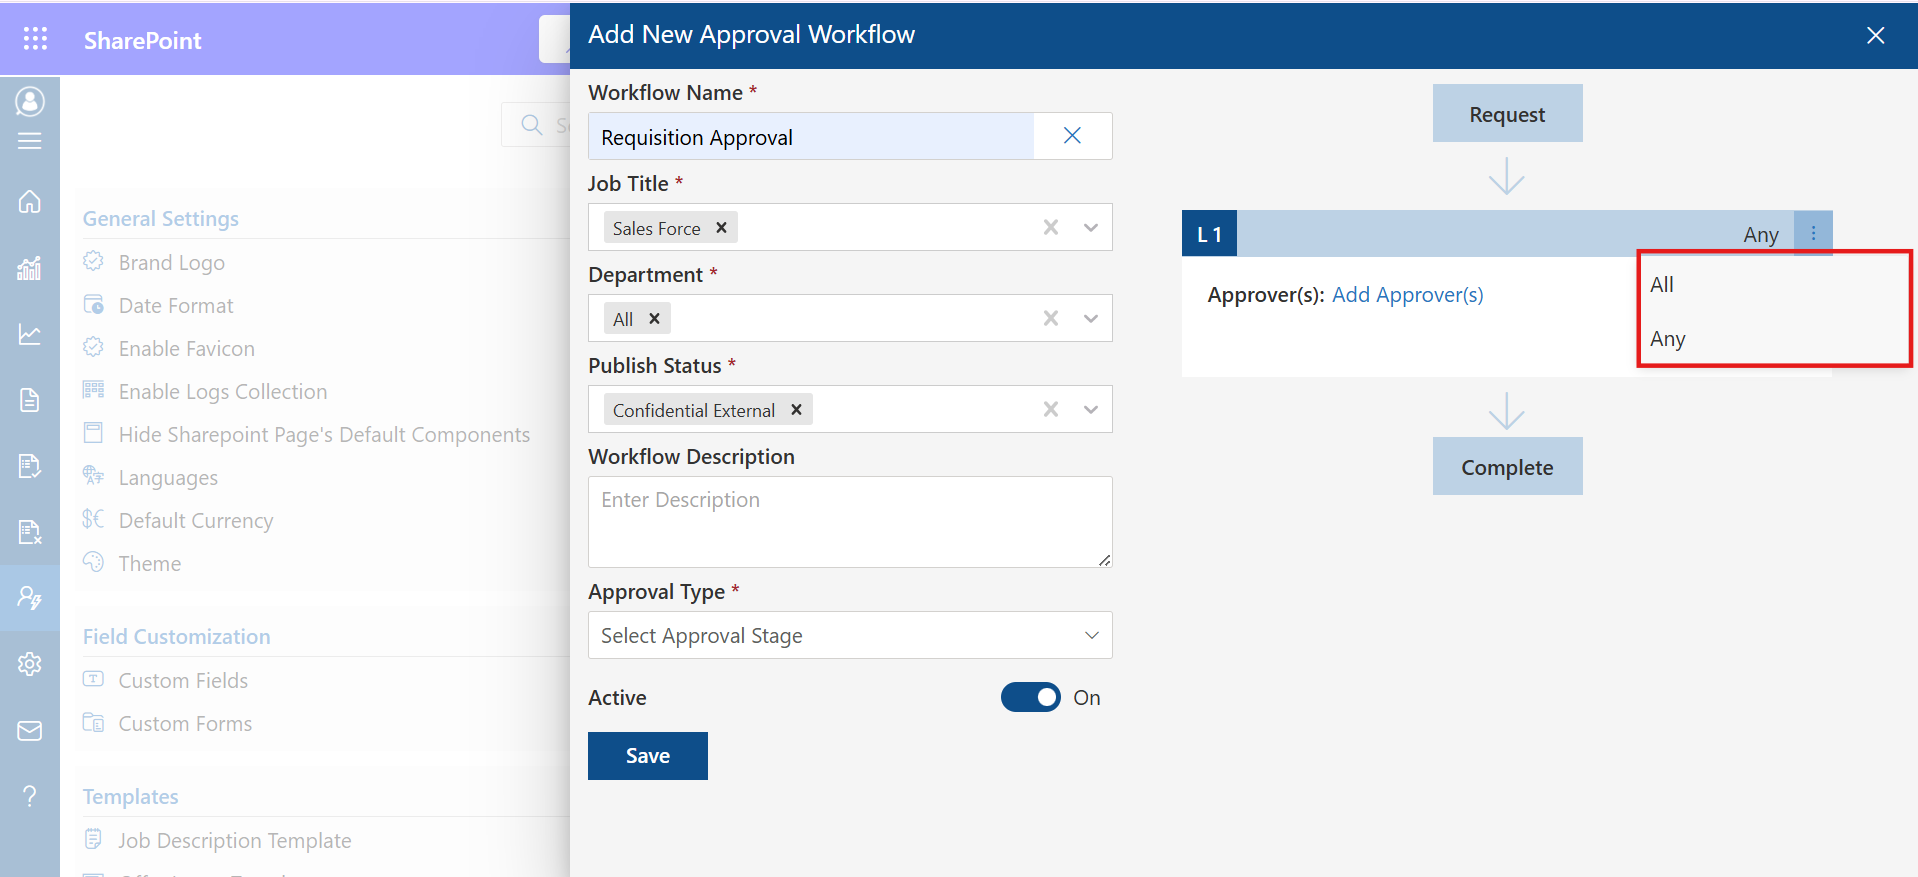 SharePoint
Add New Approval Workflow
General Settings
Brand Logo
Date Format
Enable Favicon
Enable Logs Collection
Hide Sharepoint Page's Default Components
Languages
Default Currency
Theme
Field Customization
Custom Fields
Custom Forms
Templates
Job Description Template
Workflow Name *
Requisition Approval
Job Title *
Sales Force
Department *
All
Publish Status *
Confidential External
Workflow Description
Enter Description
Approval Type *
Select Approval Stage
Active
On
Save
Request
L 1
Any
Approver(s): Add Approver(s)
All
Any
Complete